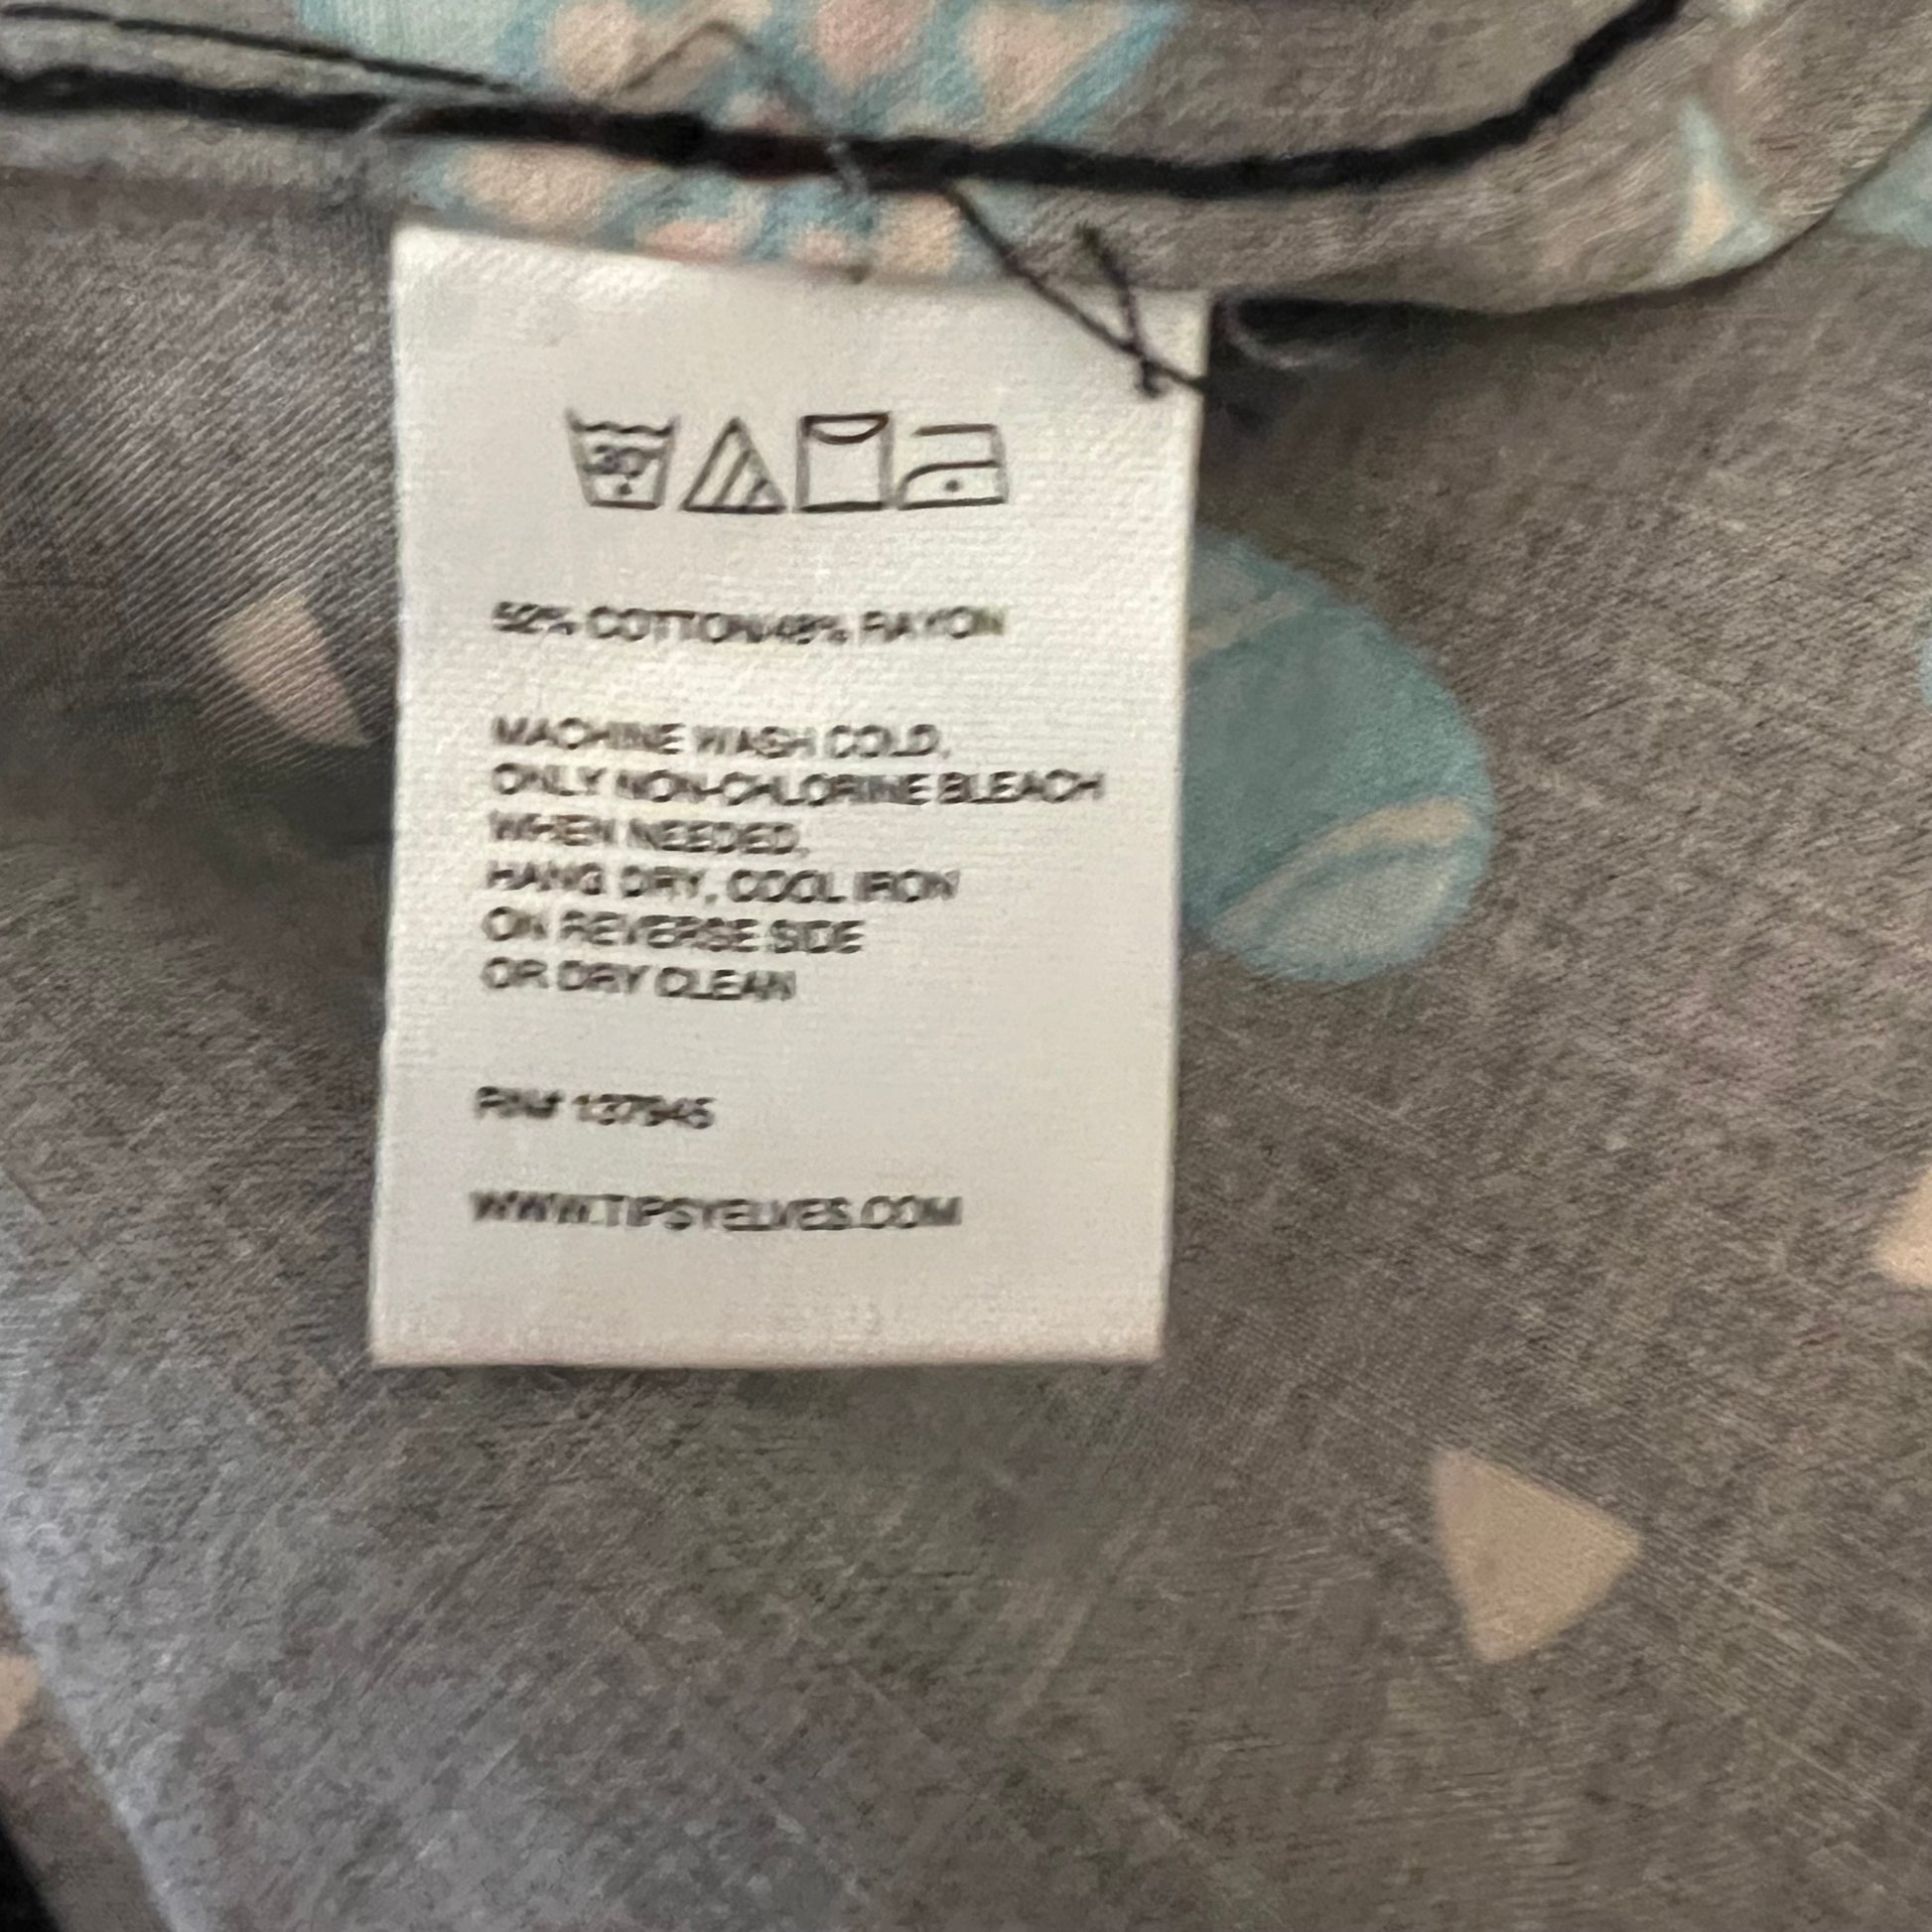 30°
52% COTTON/48% RAYON
MACHINE WASH COLD,
ONLY NON-CHLORINE BLEACH
WHEN NEEDED,
HANG DRY, COOL IRON
ON REVERSE SIDE
OR DRY CLEAN
RN# 137945
WWW.TIPSYELVES.COM